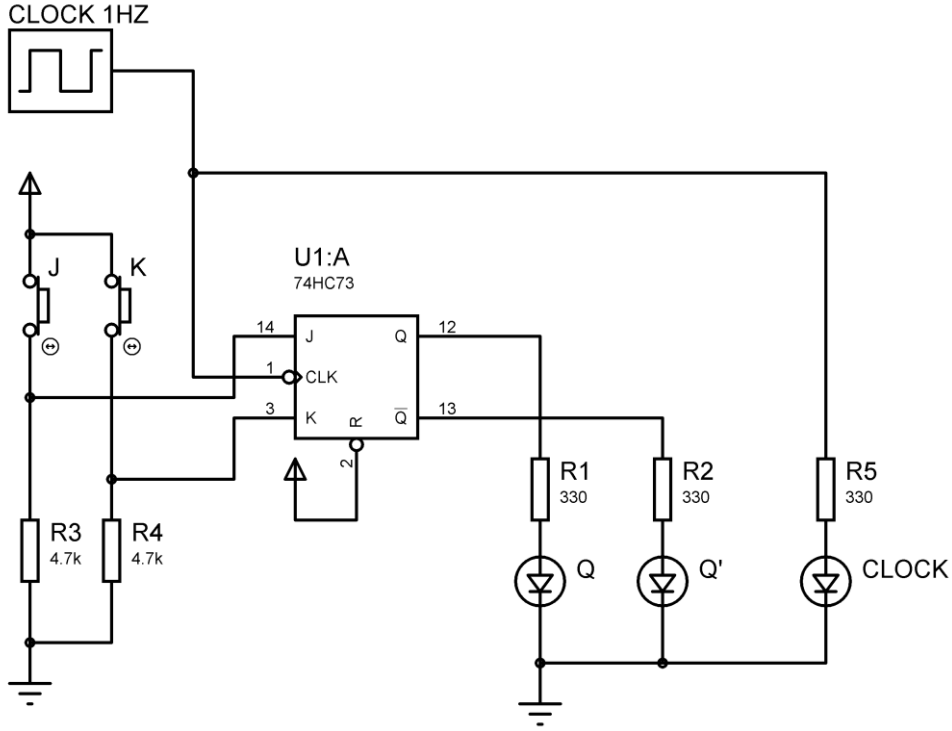 CLOCK 1HZ
J
K
U1:A
74HC73
14
J
Q
12
1
CLK
3
K
R
Q̅
13
2
R3
4.7k
R4
4.7k
R1
330
R2
330
R5
330
Q
Q'
CLOCK